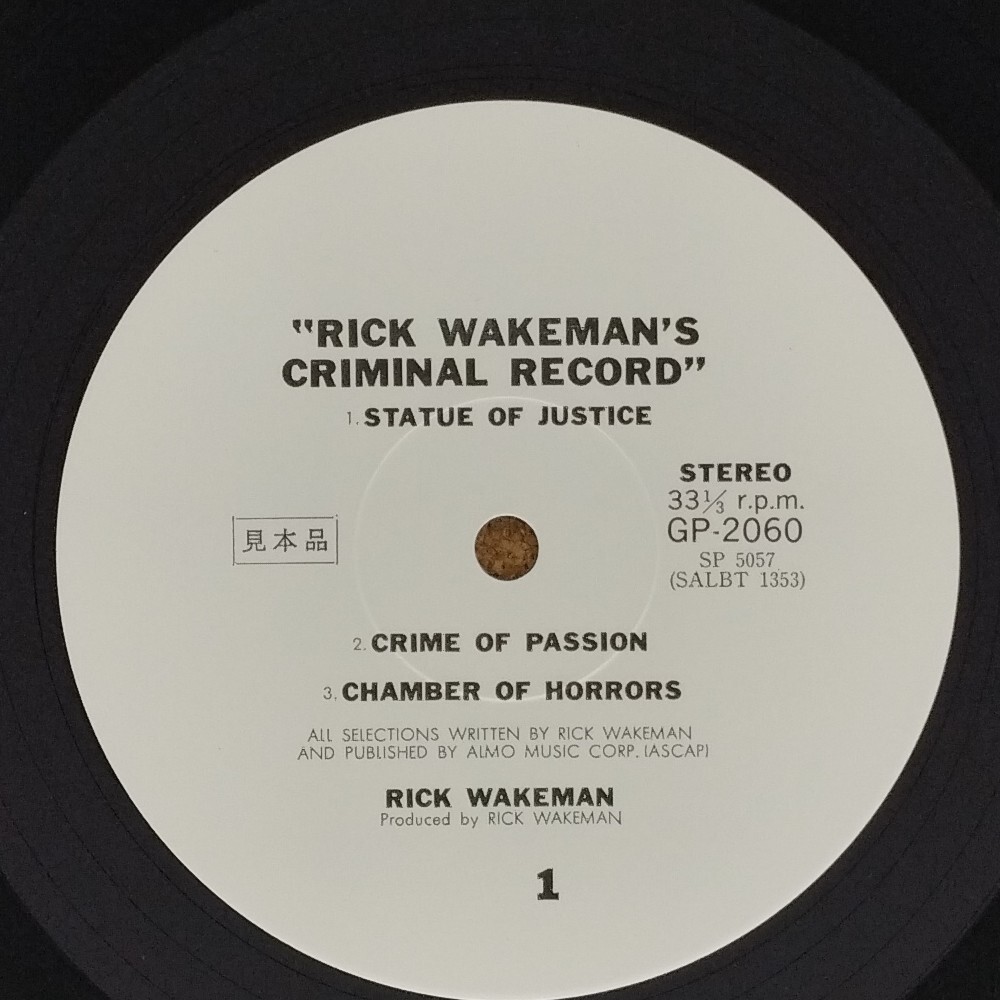 "RICK WAKEMAN'S
CRIMINAL RECORD"
1. STATUE OF JUSTICE
STEREO
33⅓ r.p.m.
GP-2060
SP 5057
(SALBT 1353)
見本品
2. CRIME OF PASSION
3. CHAMBER OF HORRORS
ALL SELECTIONS WRITTEN BY RICK WAKEMAN
AND PUBLISHED BY ALMO MUSIC CORP. (ASCAP)
RICK WAKEMAN
Produced by RICK WAKEMAN
1